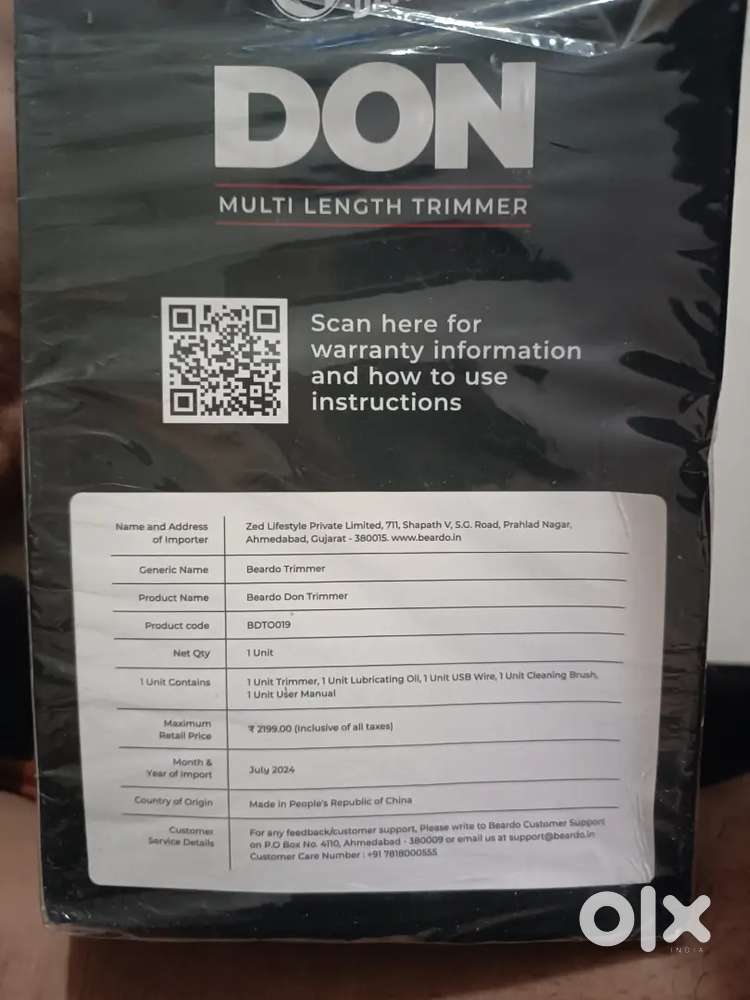 DON
MULTI LENGTH TRIMMER
Scan here for
warranty information
and how to use
instructions
Name and Address
of Importer
Zed Lifestyle Private Limited, 711, Shapath V, S.G. Road, Prahlad Nagar,
Ahmedabad, Gujarat - 380015. www.beardo.in
Generic Name
Beardo Trimmer
Product Name
Beardo Don Trimmer
Product code
BDTO019
Net Qty
1 Unit
1 Unit Contains
1 Unit Trimmer, 1 Unit Lubricating Oil, 1 Unit USB Wire, 1 Unit Cleaning Brush,
1 Unit User Manual
Maximum
Retail Price
₹ 2199.00 (Inclusive of all taxes)
Month &
Year of Import
July 2024
Country of Origin
Made in People's Republic of China
Customer
Service Details
For any feedback/customer support, Please write to Beardo Customer Support
on P.O Box No. 4110, Ahmedabad - 380009 or email us at support@beardo.in
Customer Care Number : +91 7818000555
olx
INDIA